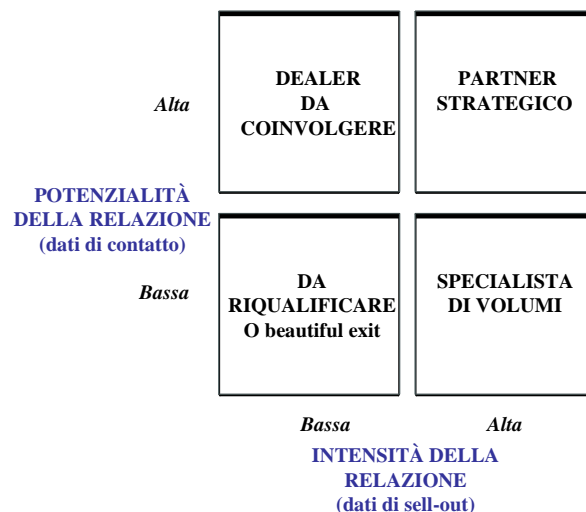 DEALER
DA
COINVOLGERE
PARTNER
STRATEGICO
Alta
POTENZIALITÀ
DELLA RELAZIONE
(dati di contatto)
DA
RIQUALIFICARE
O beautiful exit
SPECIALISTA
DI VOLUMI
Bassa
Bassa
Alta
INTENSITÀ DELLA
RELAZIONE
(dati di sell-out)